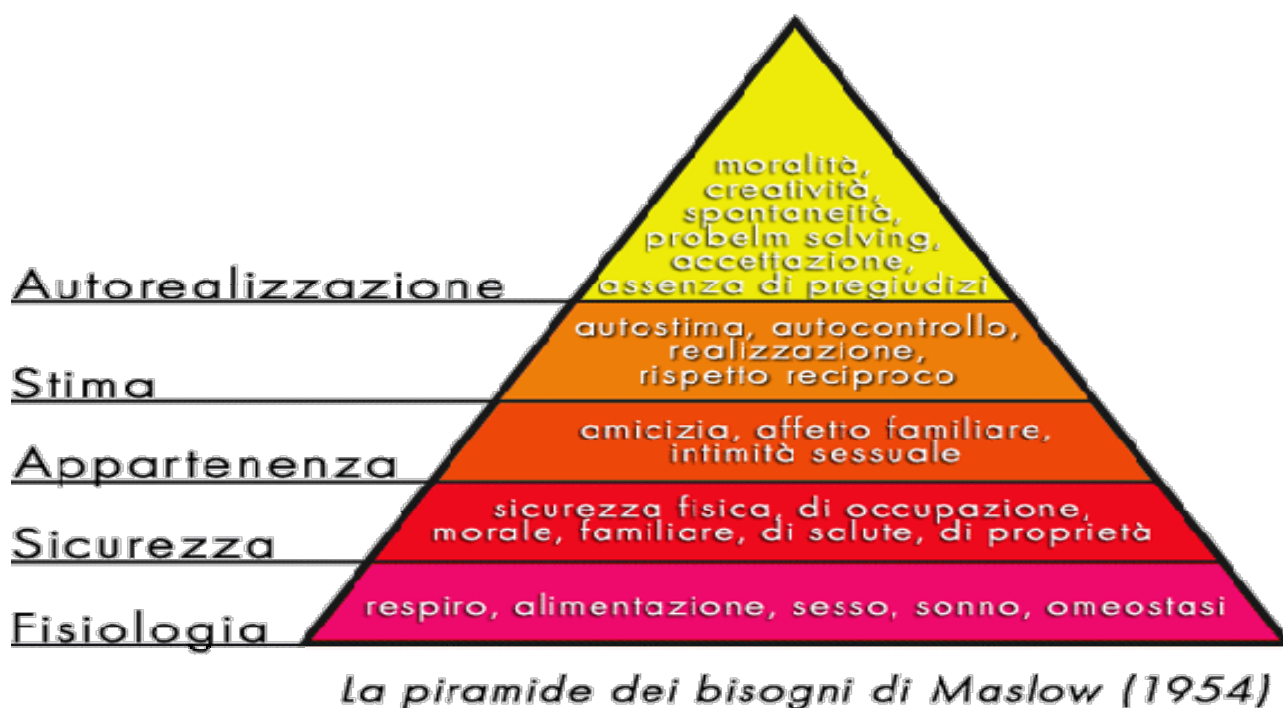 moralità,
creatività,
spontaneità,
probelm solving,
accettazione,
assenza di pregiudizi
Autorealizzazione
autostima, autocontrollo,
realizzazione,
rispetto reciproco
Stima
amicizia, affetto familiare,
intimità sessuale
Appartenenza
sicurezza fisica, di occupazione,
morale, familiare, di salute, di proprietà
Sicurezza
respiro, alimentazione, sesso, sonno, omeostasi
Fisiologia
La piramide dei bisogni di Maslow (1954)